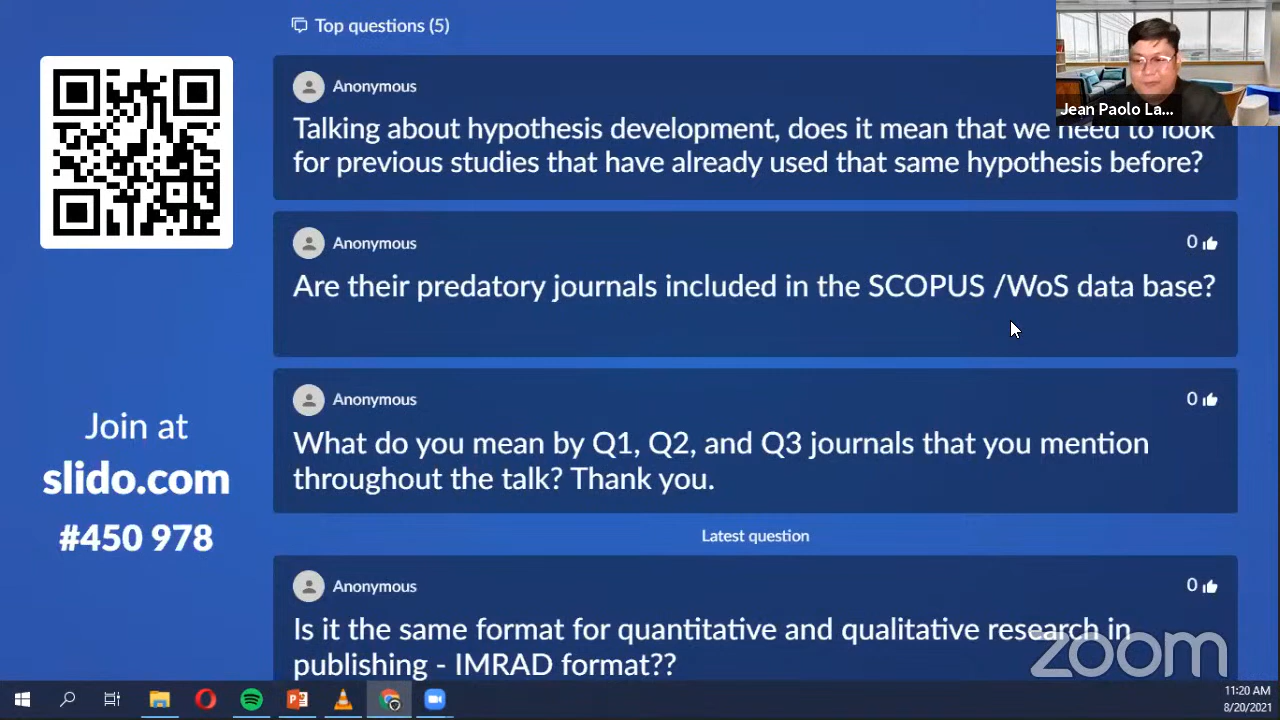 Top questions (5)
Jean Paolo La...
Anonymous
Talking about hypothesis development, does it mean that we need to look
for previous studies that have already used that same hypothesis before?
Anonymous
0
Are their predatory journals included in the SCOPUS /WoS data base?
Anonymous
0
What do you mean by Q1, Q2, and Q3 journals that you mention
throughout the talk? Thank you.
Join at
slido.com
#450 978
Latest question
Anonymous
0
Is it the same format for quantitative and qualitative research in
publishing - IMRAD format??
zoom
11:20 AM
8/20/2021